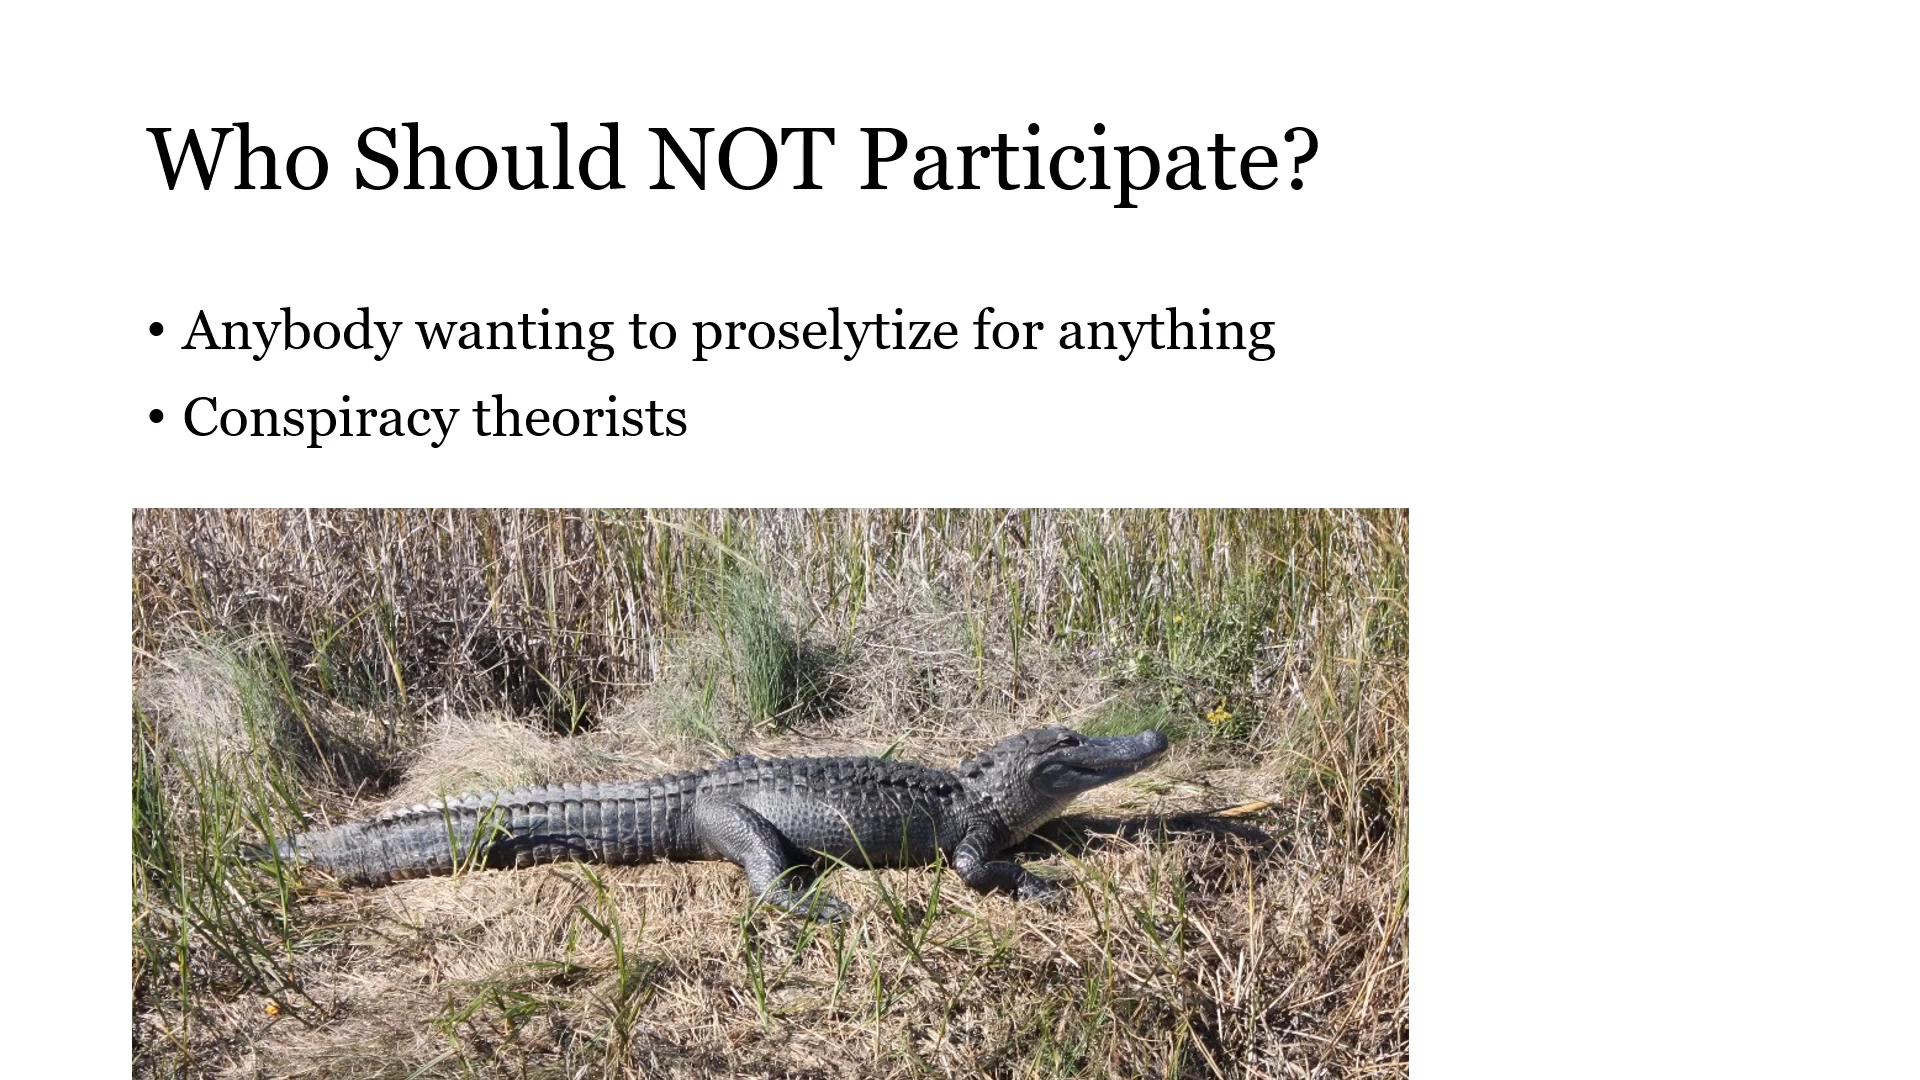 Who Should NOT Participate?
• Anybody wanting to proselytize for anything
• Conspiracy theorists